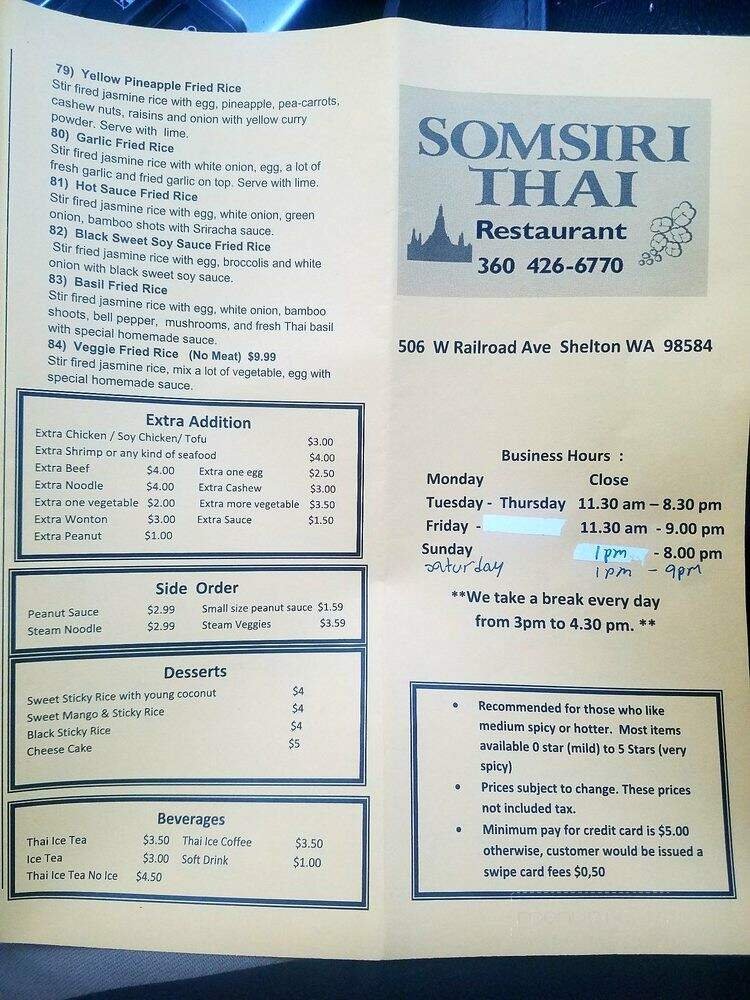 79) Yellow Pineapple Fried Rice
Stir fired jasmine rice with egg, pineapple, pea-carrots,
cashew nuts, raisins and onion with yellow curry
powder. Serve with lime.
80) Garlic Fried Rice
Stir fired jasmine rice with white onion, egg, a lot of
fresh garlic and fried garlic on top. Serve with lime.
81) Hot Sauce Fried Rice
Stir fired jasmine rice with egg, white onion, green
onion, bamboo shots with Sriracha sauce.
82) Black Sweet Soy Sauce Fried Rice
Stir fried jasmine rice with egg, broccolis and white
onion with black sweet soy sauce.
83) Basil Fried Rice
Stir fired jasmine rice with egg, white onion, bamboo
shoots, bell pepper, mushrooms, and fresh Thai basil
with special homemade sauce.
84) Veggie Fried Rice (No Meat) $9.99
Stir fired jasmine rice, mix a lot of vegetable, egg with
special homemade sauce.
Extra Addition
Extra Chicken / Soy Chicken/ Tofu $3.00
Extra Shrimp or any kind of seafood $4.00
Extra Beef $4.00 Extra one egg $2.50
Extra Noodle $4.00 Extra Cashew $3.00
Extra one vegetable $2.00 Extra more vegetable $3.50
Extra Wonton $3.00 Extra Sauce $1.50
Extra Peanut $1.00
Side Order
Peanut Sauce $2.99 Small size peanut sauce $1.59
Steam Noodle $2.99 Steam Veggies $3.59
Desserts
Sweet Sticky Rice with young coconut $4
Sweet Mango & Sticky Rice $4
Black Sticky Rice $4
Cheese Cake $5
Beverages
Thai Ice Tea $3.50 Thai Ice Coffee $3.50
Ice Tea $3.00 Soft Drink $1.00
Thai Ice Tea No Ice $4.50
SOMSIRI
THAI
Restaurant
360 426-6770
506 W Railroad Ave Shelton WA 98584
Business Hours :
Monday Close
Tuesday - Thursday 11.30 am – 8.30 pm
Friday - 11.30 am - 9.00 pm
Sunday 1pm - 8.00 pm
saturday 1pm - 9pm
**We take a break every day
from 3pm to 4.30 pm. **
• Recommended for those who like
medium spicy or hotter. Most items
available 0 star (mild) to 5 Stars (very
spicy)
• Prices subject to change. These prices
not included tax.
• Minimum pay for credit card is $5.00
otherwise, customer would be issued a
swipe card fees $0,50